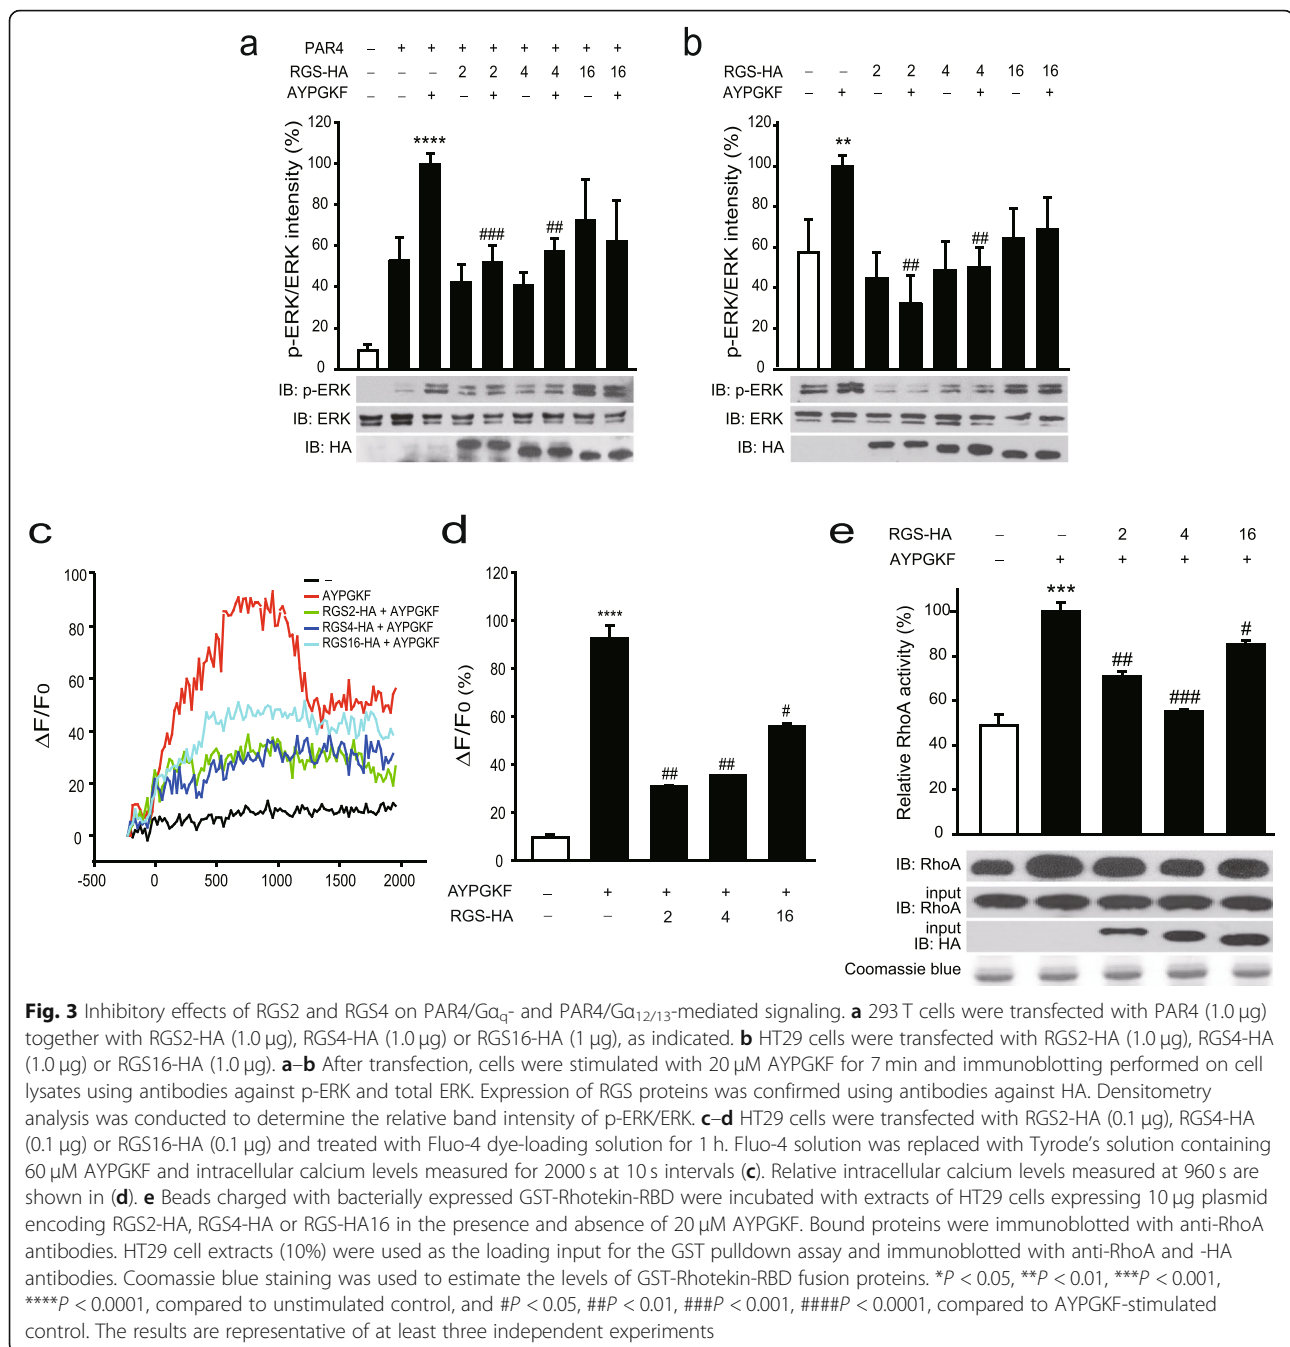 a
PAR4 – + + + + + + + +
RGS-HA – – – 2 2 4 4 16 16
AYPGKF – – + – + – + – +
p-ERK/ERK intensity (%)
120
100
80
60
40
20
0
**** ### ##
IB: p-ERK
IB: ERK
IB: HA
b
RGS-HA – – 2 2 4 4 16 16
AYPGKF – + – + – + – +
p-ERK/ERK intensity (%)
120
100
80
60
40
20
0
** ## ##
IB: p-ERK
IB: ERK
IB: HA
c
ΔF/F0
100
80
60
40
20
0
-500 0 500 1000 1500 2000
–
AYPGKF
RGS2-HA + AYPGKF
RGS4-HA + AYPGKF
RGS16-HA + AYPGKF
d
ΔF/F0 (%)
120
100
80
60
40
20
0
**** ## ## #
AYPGKF – + + + +
RGS-HA – – 2 4 16
e
RGS-HA – – 2 4 16
AYPGKF – + + + +
Relative RhoA activity (%)
100
80
60
40
20
0
*** ## ### #
IB: RhoA
input
IB: RhoA
input
IB: HA
Coomassie blue
Fig. 3 Inhibitory effects of RGS2 and RGS4 on PAR4/Gαq- and PAR4/Gα12/13-mediated signaling. a 293 T cells were transfected with PAR4 (1.0 μg)
together with RGS2-HA (1.0 μg), RGS4-HA (1.0 μg) or RGS16-HA (1 μg), as indicated. b HT29 cells were transfected with RGS2-HA (1.0 μg), RGS4-HA
(1.0 μg) or RGS16-HA (1.0 μg). a–b After transfection, cells were stimulated with 20 μM AYPGKF for 7 min and immunoblotting performed on cell
lysates using antibodies against p-ERK and total ERK. Expression of RGS proteins was confirmed using antibodies against HA. Densitometry
analysis was conducted to determine the relative band intensity of p-ERK/ERK. c–d HT29 cells were transfected with RGS2-HA (0.1 μg), RGS4-HA
(0.1 μg) or RGS16-HA (0.1 μg) and treated with Fluo-4 dye-loading solution for 1 h. Fluo-4 solution was replaced with Tyrode's solution containing
60 μM AYPGKF and intracellular calcium levels measured for 2000 s at 10 s intervals (c). Relative intracellular calcium levels measured at 960 s are
shown in (d). e Beads charged with bacterially expressed GST-Rhotekin-RBD were incubated with extracts of HT29 cells expressing 10 μg plasmid
encoding RGS2-HA, RGS4-HA or RGS-HA16 in the presence and absence of 20 μM AYPGKF. Bound proteins were immunoblotted with anti-RhoA
antibodies. HT29 cell extracts (10%) were used as the loading input for the GST pulldown assay and immunoblotted with anti-RhoA and -HA
antibodies. Coomassie blue staining was used to estimate the levels of GST-Rhotekin-RBD fusion proteins. *P < 0.05, **P < 0.01, ***P < 0.001,
****P < 0.0001, compared to unstimulated control, and #P < 0.05, ##P < 0.01, ###P < 0.001, ####P < 0.0001, compared to AYPGKF-stimulated
control. The results are representative of at least three independent experiments